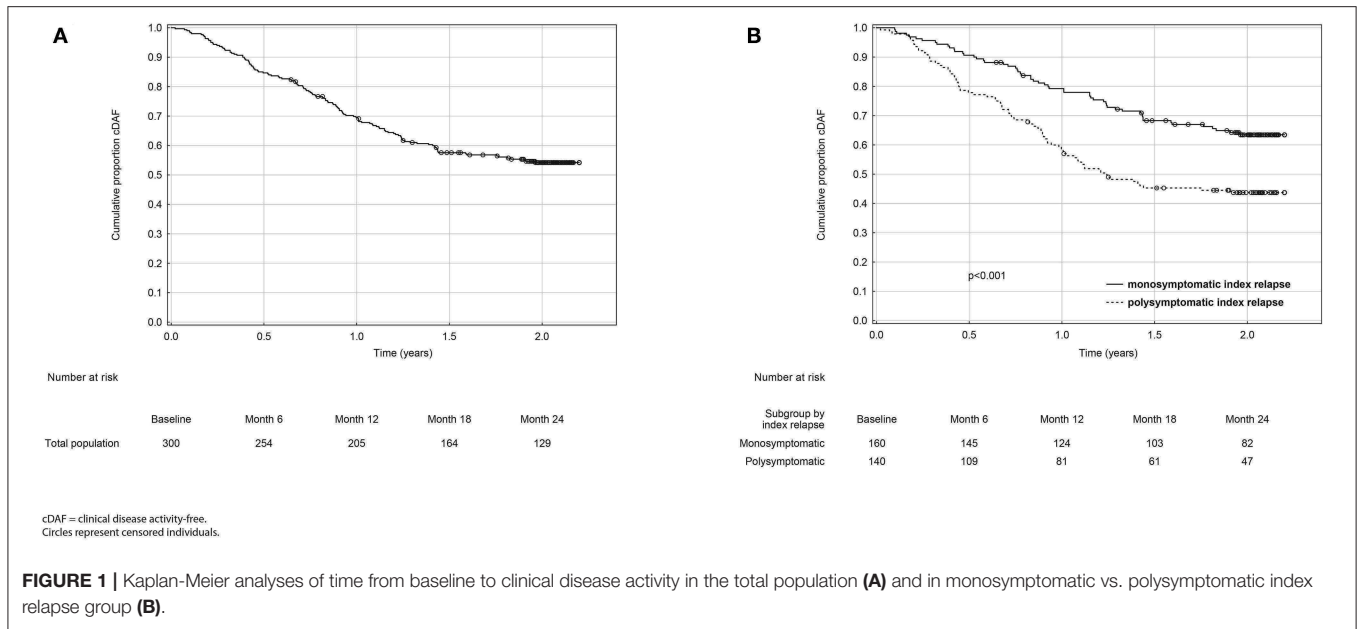 A
1.0
0.9
0.8
0.7
0.6
0.5
0.4
0.3
0.2
0.1
0.0
Cumulative proportion cDAF
0.0 0.5 1.0 1.5 2.0
Time (years)
Number at risk
Baseline Month 6 Month 12 Month 18 Month 24
Total population 300 254 205 164 129
cDAF = clinical disease activity-free.
Circles represent censored individuals.
B
1.0
0.9
0.8
0.7
0.6
0.5
0.4
0.3
0.2
0.1
0.0
Cumulative proportion cDAF
p<0.001
monosymptomatic index relapse
polysymptomatic index relapse
0.0 0.5 1.0 1.5 2.0
Time (years)
Number at risk
Subgroup by
index relapse Baseline Month 6 Month 12 Month 18 Month 24
Monosymptomatic 160 145 124 103 82
Polysymptomatic 140 109 81 61 47
FIGURE 1 | Kaplan-Meier analyses of time from baseline to clinical disease activity in the total population (A) and in monosymptomatic vs. polysymptomatic index
relapse group (B).